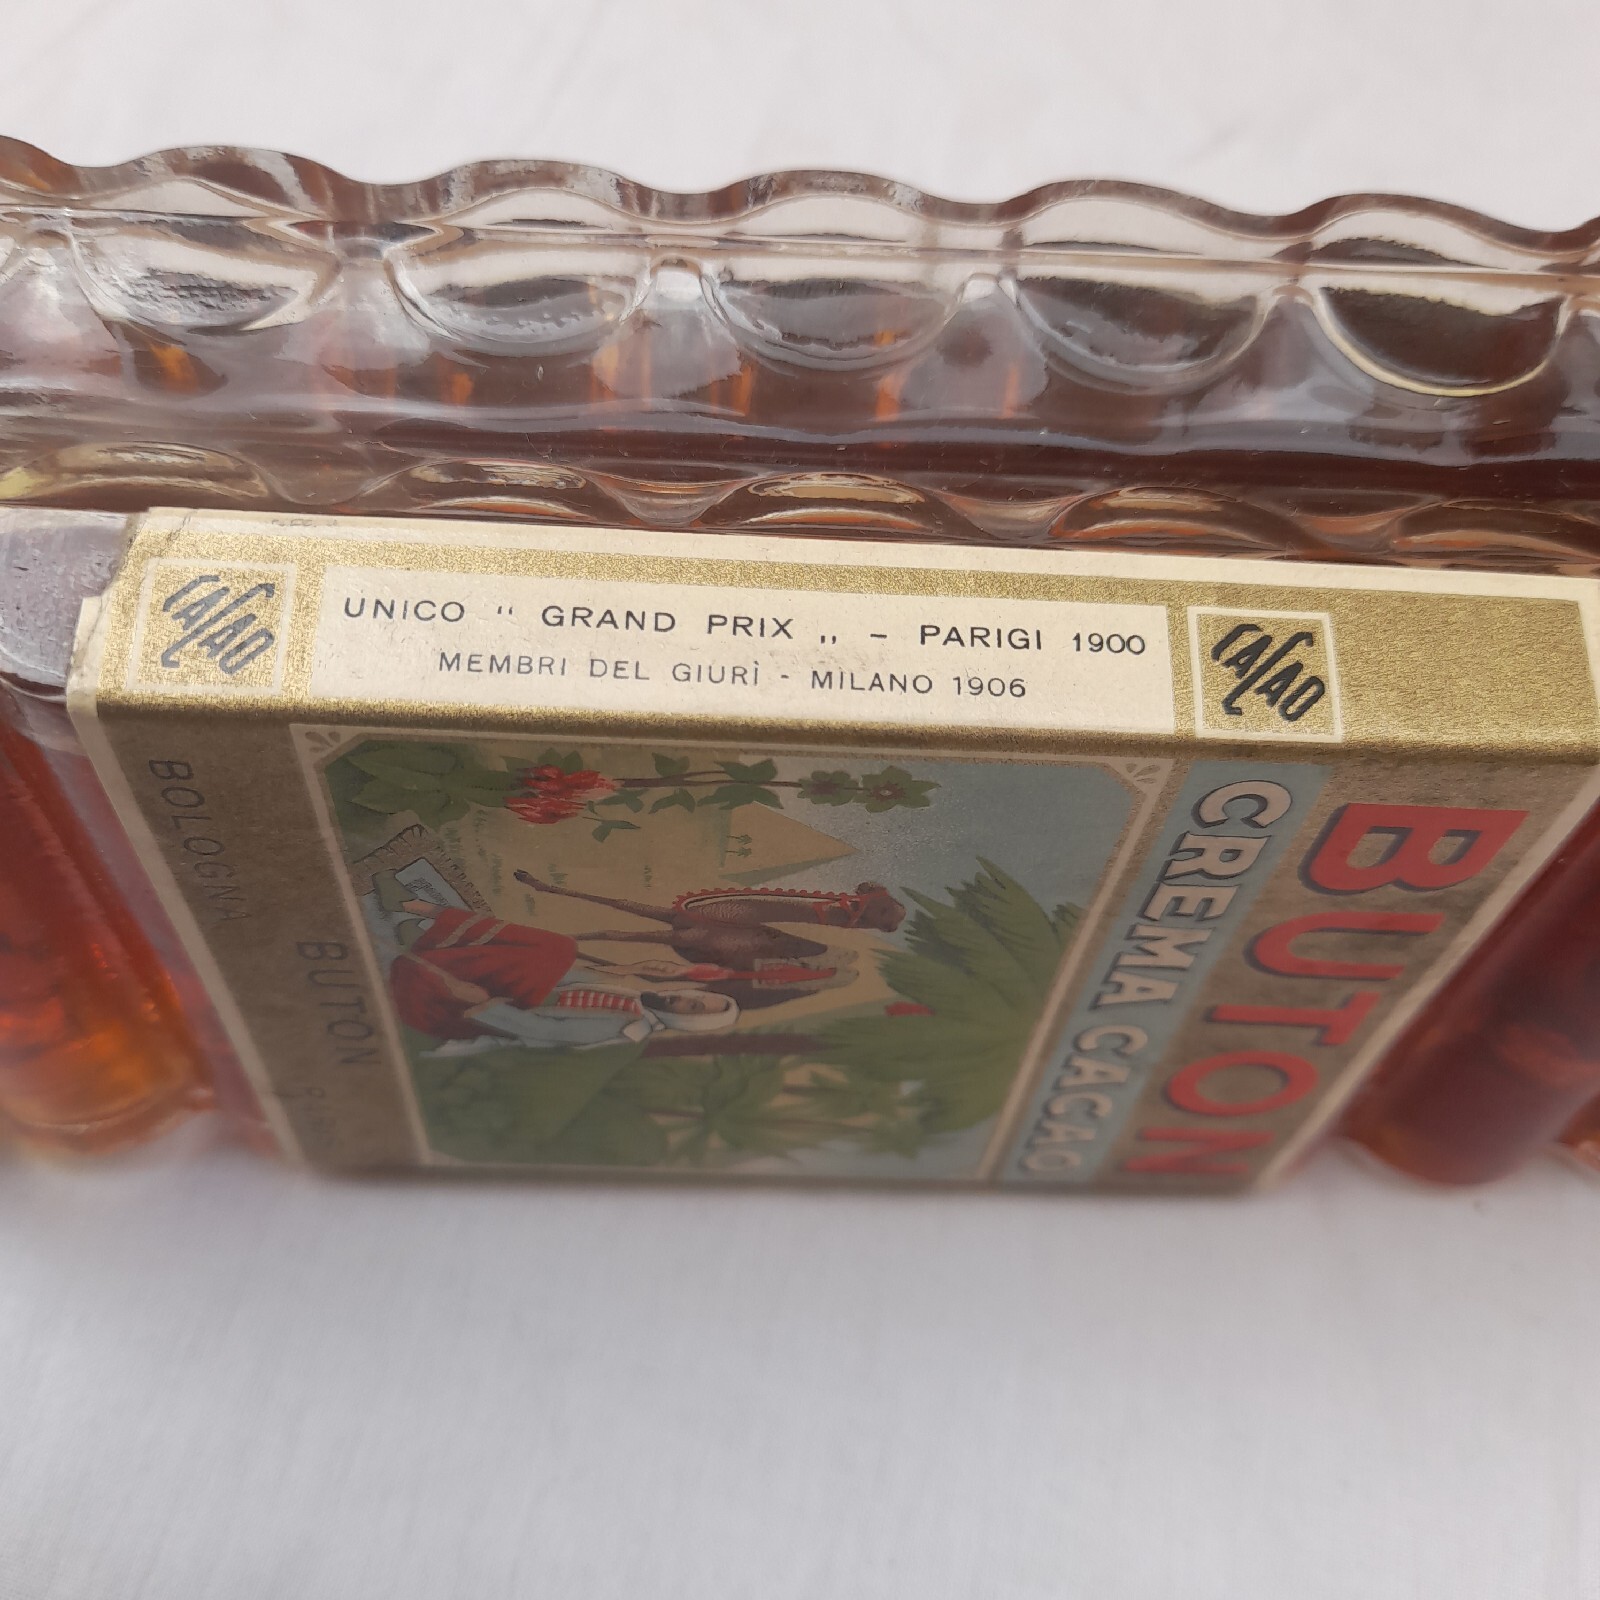 CACAO
UNICO " GRAND PRIX „ - PARIGI 1900
MEMBRI DEL GIURÌ - MILANO 1906
CACAO
BUTON
CREMA CACAO
BUTON
BOLOGNA